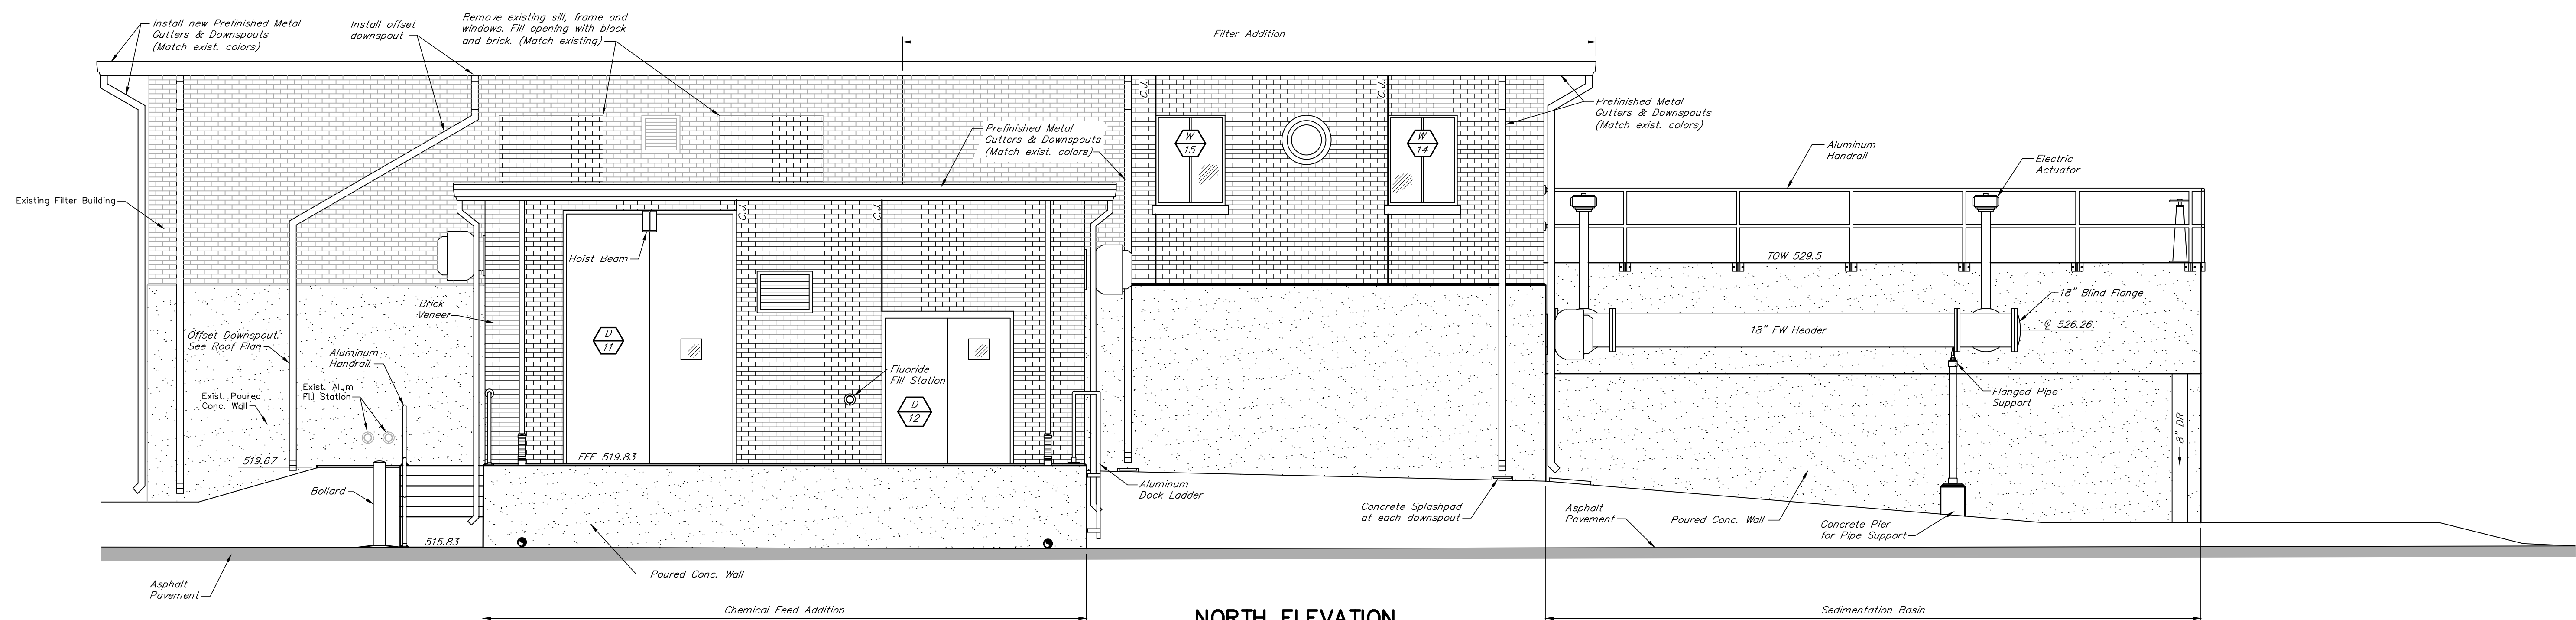 Install new Prefinished Metal
Gutters & Downspouts
(Match exist. colors)
Install offset
downspout
Remove existing sill, frame and
windows. Fill opening with block
and brick. (Match existing)
Filter Addition
C.J.
C.J.
Prefinished Metal
Gutters & Downspouts
(Match exist. colors)
Prefinished Metal
Gutters & Downspouts
(Match exist. colors)
W
15
W
14
Aluminum
Handrail
Electric
Actuator
Existing Filter Building
C.J.
C.J.
Hoist Beam
TOW 529.5
Brick
Veneer
18" Blind Flange
℄ 526.26
18" FW Header
Offset Downspout.
See Roof Plan
D
11
Aluminum
Handrail
Exist. Alum
Fill Station
Fluoride
Fill Station
Exist. Poured
Conc. Wall
D
12
Flanged Pipe
Support
8" DR
519.67
FFE 519.83
Bollard
Aluminum
Dock Ladder
Concrete Splashpad
at each downspout
Asphalt
Pavement
Poured Conc. Wall
Concrete Pier
for Pipe Support
515.83
Asphalt
Pavement
Poured Conc. Wall
Chemical Feed Addition
NORTH ELEVATION
Sedimentation Basin